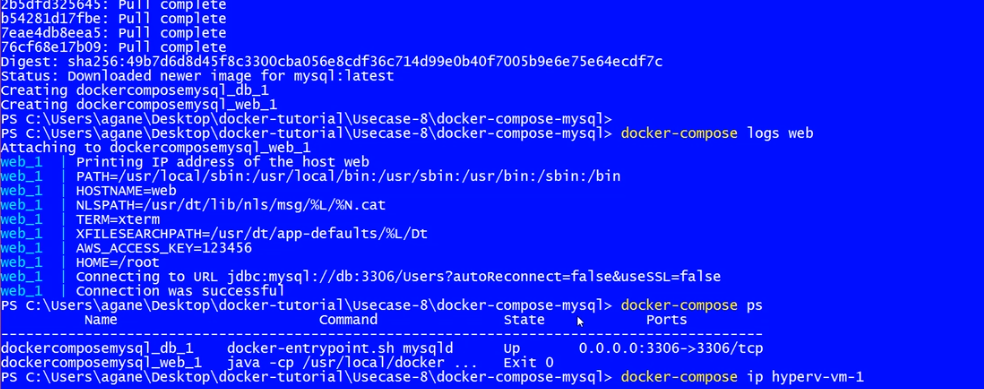 2b5dfd325645: Pull complete
b54281d17fbe: Pull complete
7eae4db8eea5: Pull complete
76cf68e17b09: Pull complete
Digest: sha256:49b7d6d8d45f8c3300cba056e8cdf36c714d99e0b40f7005b9e6e75e64ecdf7c
Status: Downloaded newer image for mysql:latest
Creating dockercomposemysql_db_1
Creating dockercomposemysql_web_1
PS C:\Users\agane\Desktop\docker-tutorial\Usecase-8\docker-compose-mysql>
PS C:\Users\agane\Desktop\docker-tutorial\Usecase-8\docker-compose-mysql> docker-compose logs web
Attaching to dockercomposemysql_web_1
web_1  | Printing IP address of the host web
web_1  | PATH=/usr/local/sbin:/usr/local/bin:/usr/sbin:/usr/bin:/sbin:/bin
web_1  | HOSTNAME=web
web_1  | NLSPATH=/usr/dt/lib/nls/msg/%L/%N.cat
web_1  | TERM=xterm
web_1  | XFILESEARCHPATH=/usr/dt/app-defaults/%L/Dt
web_1  | AWS_ACCESS_KEY=123456
web_1  | HOME=/root
web_1  | Connecting to URL jdbc:mysql://db:3306/Users?autoReconnect=false&useSSL=false
web_1  | Connection was successful
PS C:\Users\agane\Desktop\docker-tutorial\Usecase-8\docker-compose-mysql> docker-compose ps
Name Command State Ports
---------------------------------------------------------------------------------------
dockercomposemysql_db_1 docker-entrypoint.sh mysqld Up 0.0.0.0:3306->3306/tcp
dockercomposemysql_web_1 java -cp /usr/local/docker ... Exit 0
PS C:\Users\agane\Desktop\docker-tutorial\Usecase-8\docker-compose-mysql> docker-compose ip hyperv-vm-1